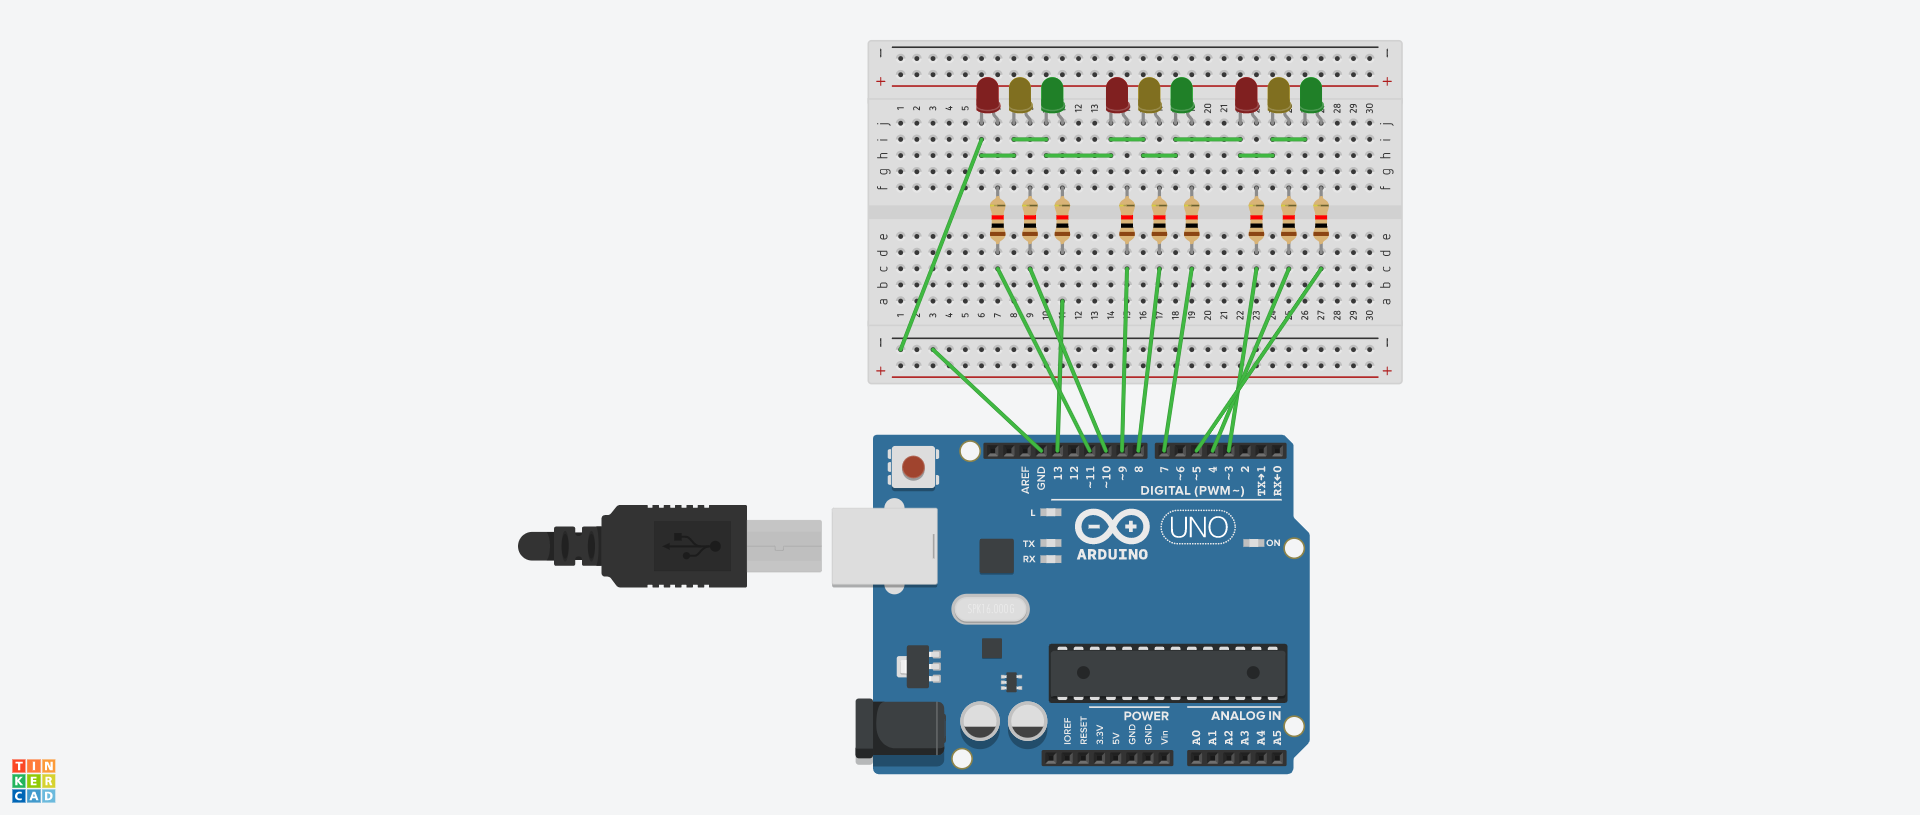 − −
+ +
1 2 3 4 5 12 13 20 21 28 29 30
j j
i i
h h
g g
f f
e e
d d
c c
b b
a a
1 2 3 4 5 6 7 8 9 10 11 12 13 14 15 16 17 18 19 20 21 22 23 24 25 26 27 28 29 30
− −
+ +
AREF GND 13 12 ~11 ~10 ~9 8 7 ~6 ~5 4 ~3 2 TX→1 RX←0
DIGITAL (PWM~)
L
UNO
TX
RX
ON
ARDUINO
SPK16.000G
POWER ANALOG IN
IOREF RESET 3.3V 5V GND GND Vin A0 A1 A2 A3 A4 A5
TIN
KER
CAD